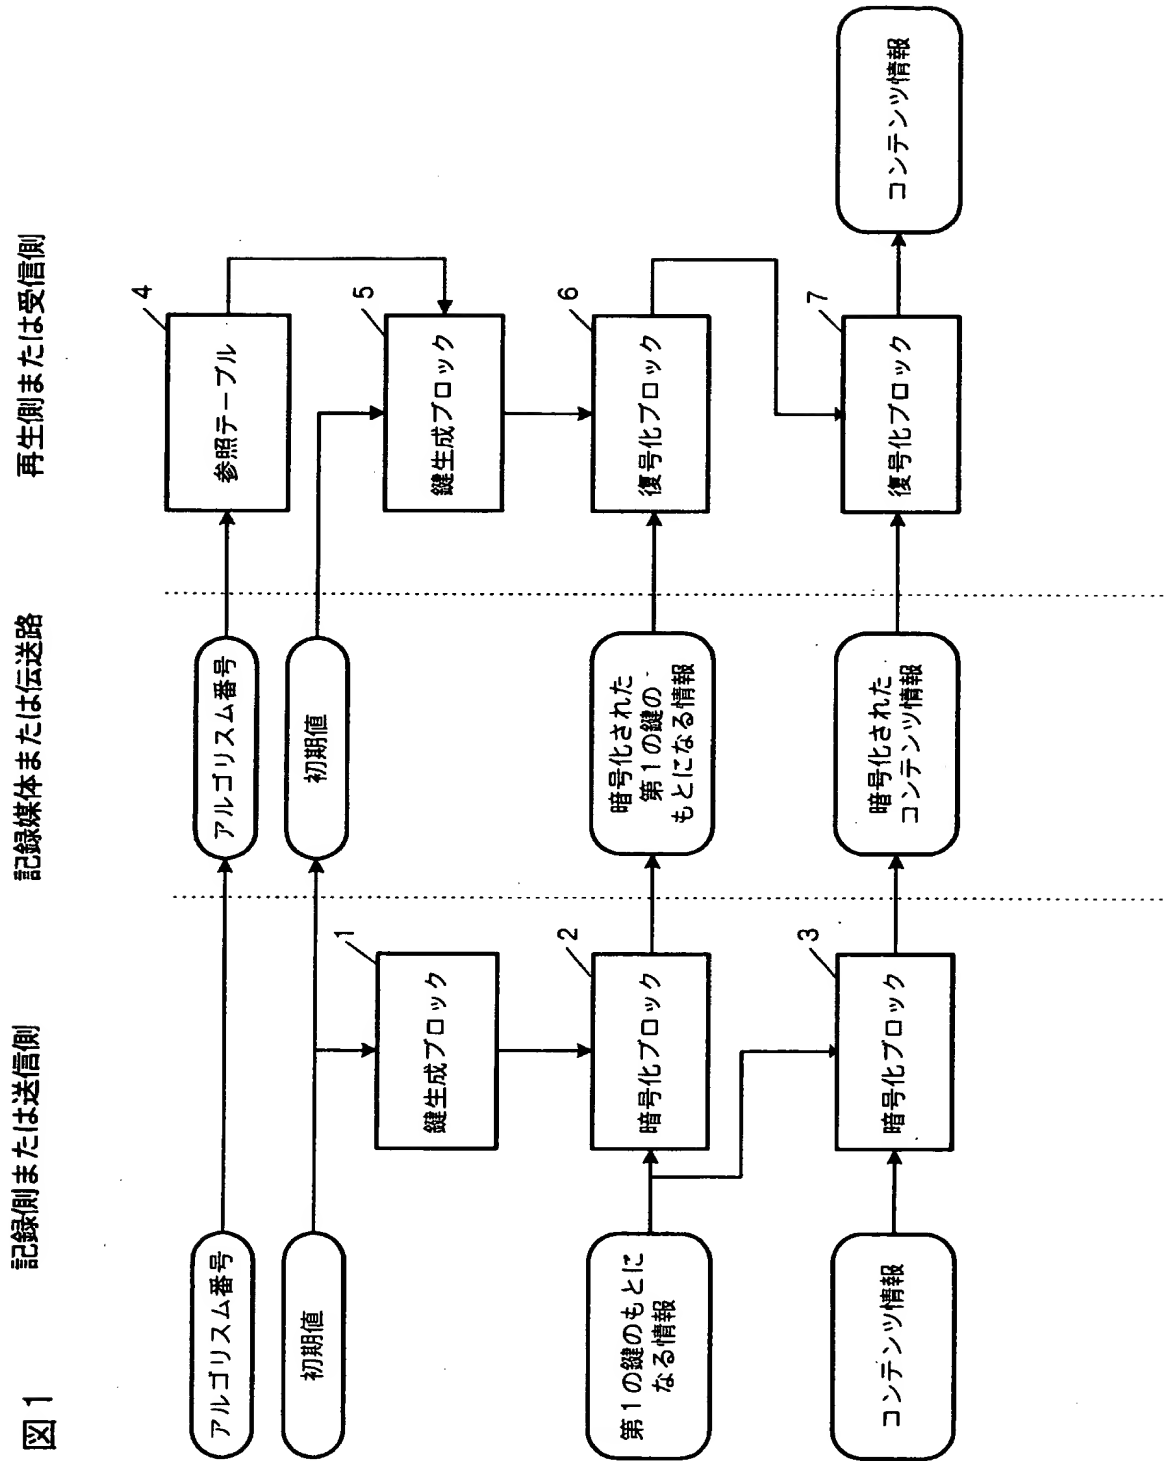 図1
記録側または送信側
記録媒体または伝送路
再生側または受信側
アルゴリスム番号
アルゴリスム番号
参照テーブル
4
初期値
初期値
鍵生成ブロック
1
鍵生成ブロック
5
第1の鍵のもとに
なる情報
暗号化ブロック
2
暗号化された
第1の鍵の
もとになる情報
復号化ブロック
6
コンテンツ情報
暗号化ブロック
3
暗号化された
コンテンツ情報
復号化ブロック
7
コンテンツ情報